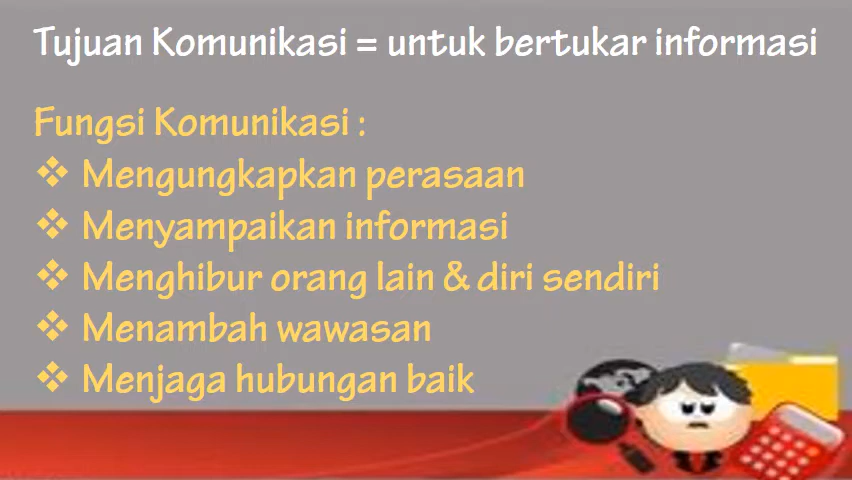 Tujuan Komunikasi = untuk bertukar informasi
Fungsi Komunikasi :
❖ Mengungkapkan perasaan
❖ Menyampaikan informasi
❖ Menghibur orang lain & diri sendiri
❖ Menambah wawasan
❖ Menjaga hubungan baik